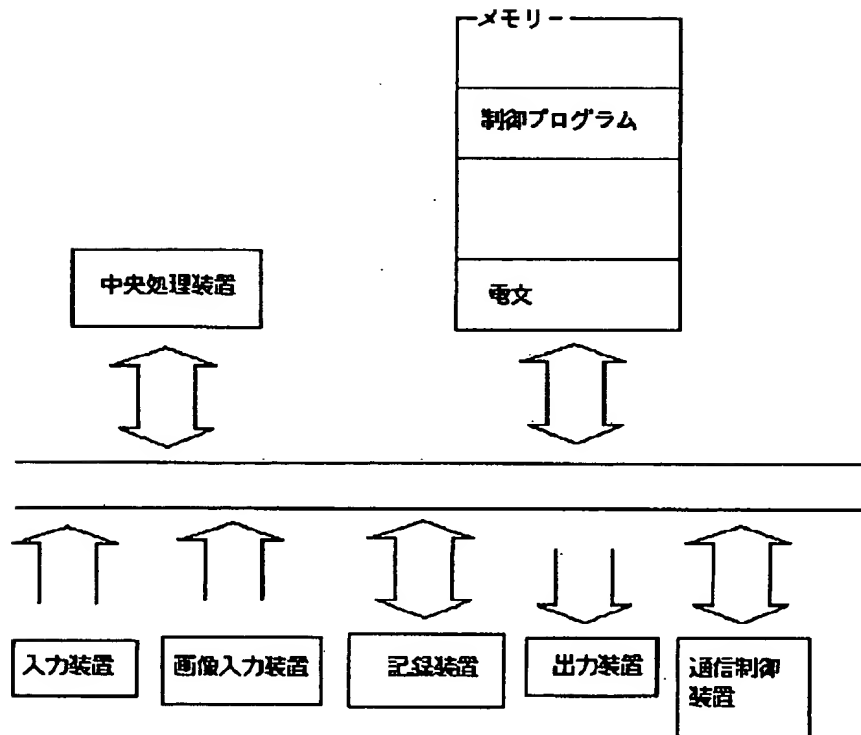 メモリー
制御プログラム
中央処理装置
電文
入力装置
画像入力装置
記録装置
出力装置
通信制御
装置